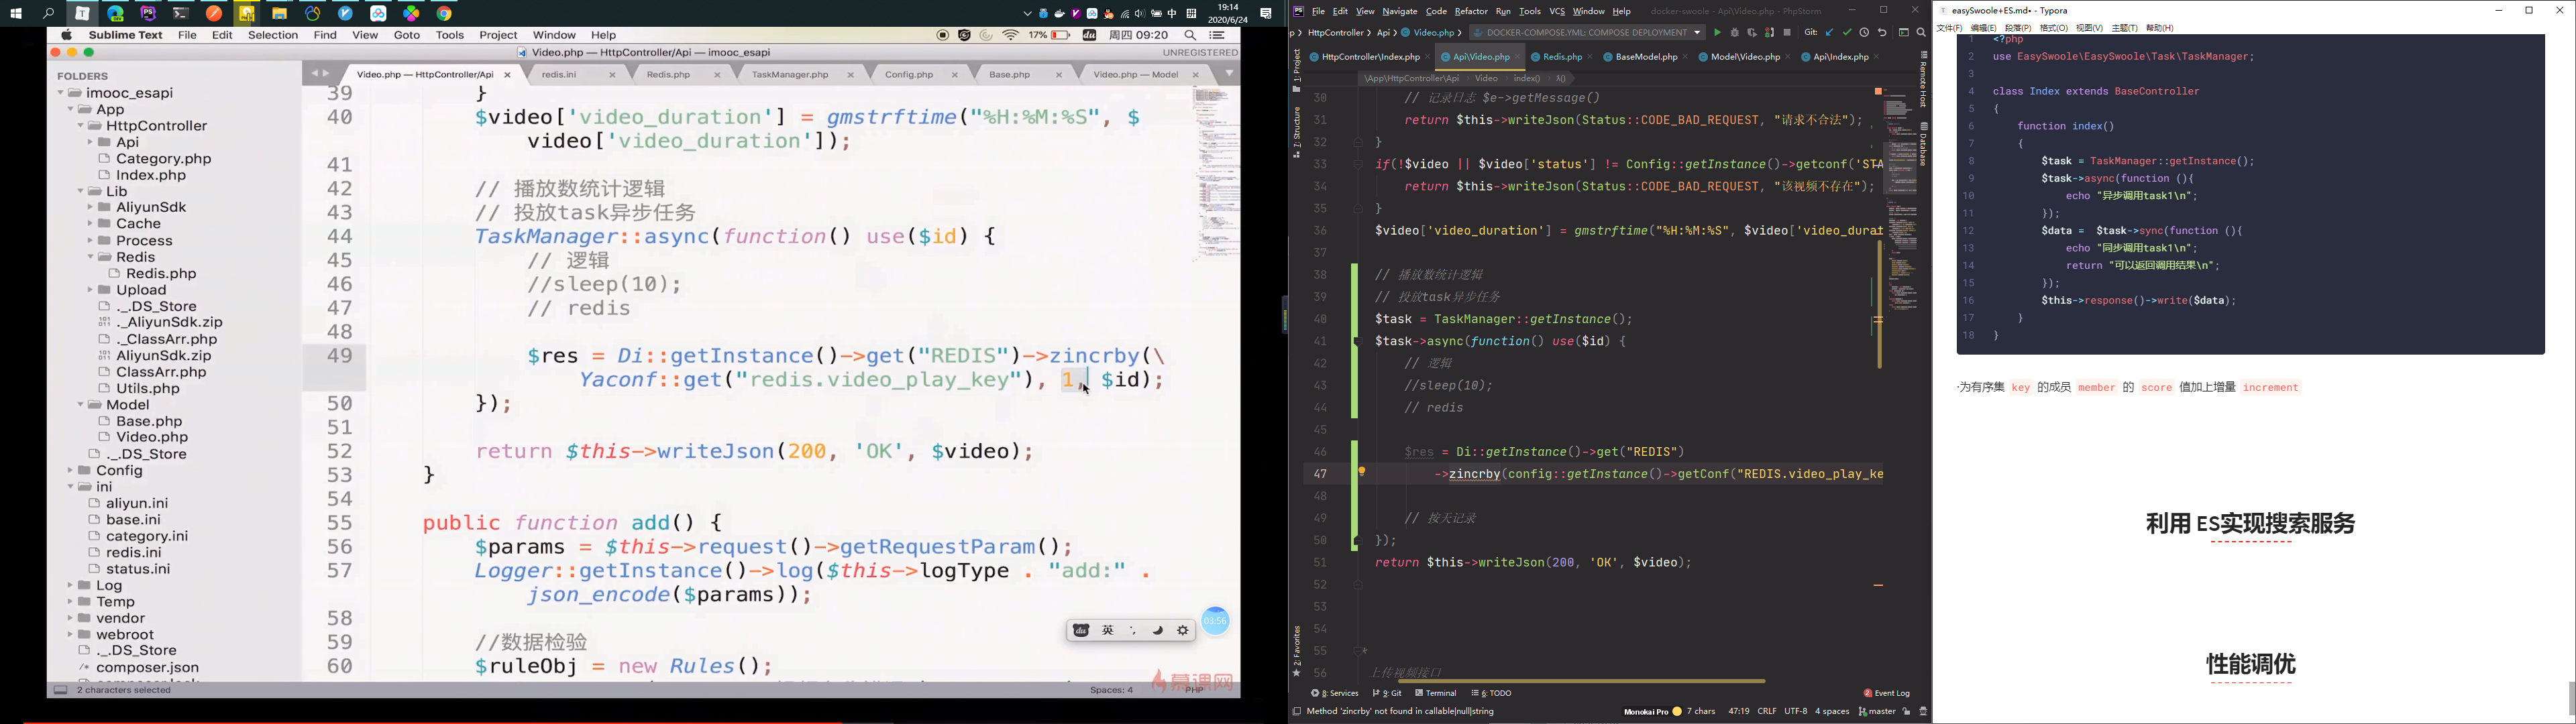 19:14
2020/6/24
中
Sublime Text File Edit Selection Find View Goto Tools Project Window Help
17% 周四 09:20
Video.php — HttpController/Api — imooc_esapi
UNREGISTERED
FOLDERS
imooc_esapi
App
HttpController
Api
Category.php
Index.php
Lib
AliyunSdk
Cache
Process
Redis
Redis.php
Upload
._.DS_Store
._AliyunSdk.zip
._ClassArr.php
AliyunSdk.zip
ClassArr.php
Utils.php
Model
Base.php
Video.php
._.DS_Store
Config
ini
aliyun.ini
base.ini
category.ini
redis.ini
status.ini
Log
Temp
vendor
webroot
._.DS_Store
composer.json
Video.php — HttpController/Api × redis.ini × Redis.php × TaskManager.php × Config.php × Base.php × Video.php — Model ×
39 }
40 $video['video_duration'] = gmstrftime("%H:%M:%S", $
video['video_duration']);
41
42 // 播放数统计逻辑
43 // 投放task异步任务
44 TaskManager::async(function() use($id) {
45 // 逻辑
46 //sleep(10);
47 // redis
48
49 $res = Di::getInstance()->get("REDIS")->zincrby(\
Yaconf::get("redis.video_play_key"), 1, $id);
50 });
51
52 return $this->writeJson(200, 'OK', $video);
53 }
54
55 public function add() {
56 $params = $this->request()->getRequestParam();
57 Logger::getInstance()->log($this->logType . "add:" .
json_encode($params));
58
59 //数据检验
60 $ruleObj = new Rules();
du 英
03:56
慕课网
2 characters selected
Spaces: 4
PHP
File Edit View Navigate Code Refactor Run Tools VCS Window Help docker-swoole - Api\Video.php - PhpStorm
HttpController Api Video.php DOCKER-COMPOSE.YML: COMPOSE DEPLOYMENT Git:
HttpController\Index.php × Api\Video.php × Redis.php × BaseModel.php × Model\Video.php × Api\Index.php ×
\App\HttpController\Api Video index() λ()
1: Project
7: Structure
2: Favorites
RemoteHost
Database
30 // 记录日志 $e->getMessage()
31 return $this->writeJson(Status::CODE_BAD_REQUEST, "请求不合法");
32 }
33 if(!$video || $video['status'] != Config::getInstance()->getconf('STA
34 return $this->writeJson(Status::CODE_BAD_REQUEST, "该视频不存在");
35 }
36 $video['video_duration'] = gmstrftime("%H:%M:%S", $video['video_durat
37
38 // 播放数统计逻辑
39 // 投放task异步任务
40 $task = TaskManager::getInstance();
41 $task->async(function() use($id) {
42 // 逻辑
43 //sleep(10);
44 // redis
45
46 $res = Di::getInstance()->get("REDIS")
47 ->zincrby(config::getInstance()->getConf("REDIS.video_play_ke
48
49 // 按天记录
50 });
51 return $this->writeJson(200, 'OK', $video);
52
53
54
55 *
56 上传视频接口
8: Services 9: Git Terminal 6: TODO 2 Event Log
Method 'zincrby' not found in callable|null|string
Monokai Pro 7 chars 47:19 CRLF UTF-8 4 spaces master
easySwoole+ES.md• - Typora
文件(F) 编辑(E) 段落(P) 格式(O) 视图(V) 主题(T) 帮助(H)
1 <?php
2 use EasySwoole\EasySwoole\Task\TaskManager;
3
4 class Index extends BaseController
5 {
6 function index()
7 {
8 $task = TaskManager::getInstance();
9 $task->async(function (){
10 echo "异步调用task1\n";
11 });
12 $data = $task->sync(function (){
13 echo "同步调用task1\n";
14 return "可以返回调用结果\n";
15 });
16 $this->response()->write($data);
17 }
18 }
·为有序集 key 的成员 member 的 score 值加上增量 increment
利用 ES实现搜索服务
性能调优